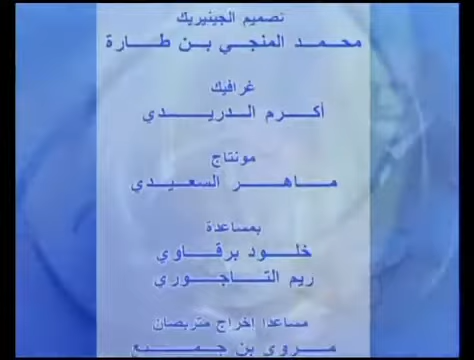 تصميم الجينيريك
محمد المنجي بن طارة
غرافيك
أكرم الدريدي
مونتاج
ماهر السعيدي
بمساعدة
خلود برقاوي
ريم التاجوري
مساعدا إخراج متربصان
مروى بن جميع